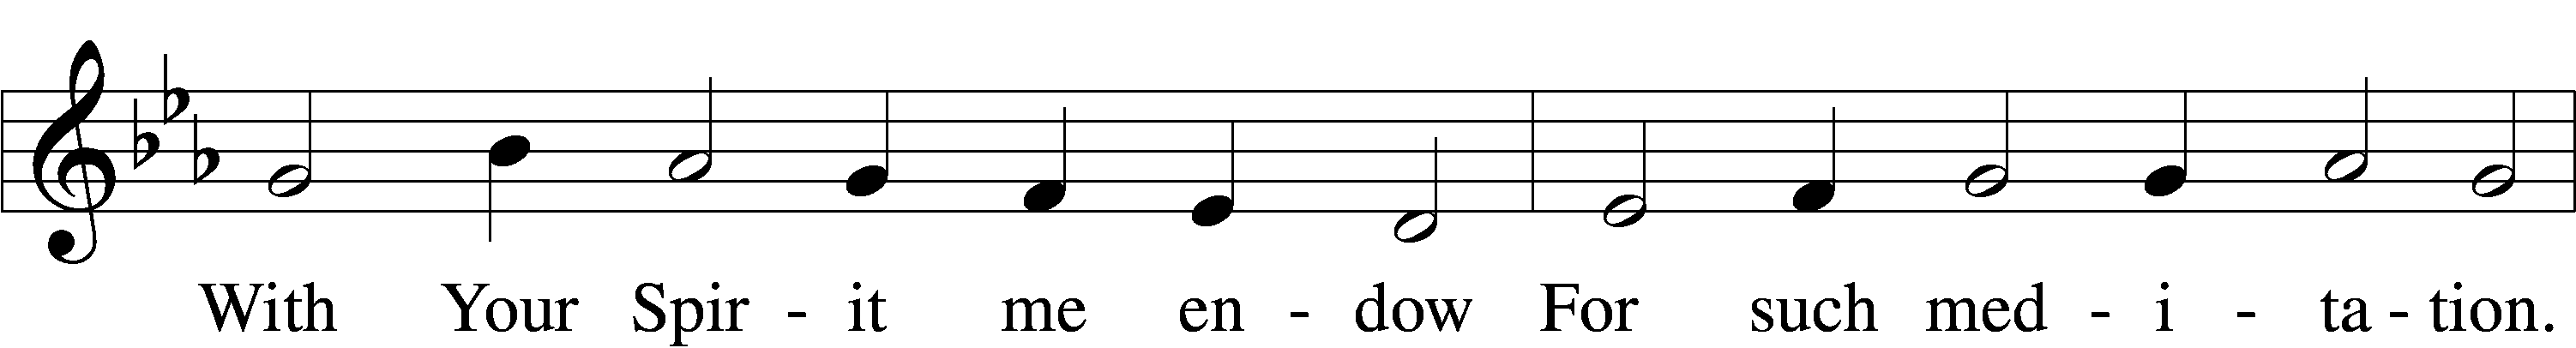 With Your Spir - it me en - dow For such med - i - ta - tion.